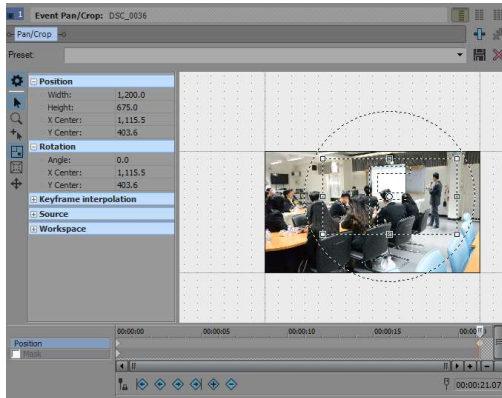 1 Event Pan/Crop: DSC_0036
Pan/Crop
Preset:
Position
Width: 1,200.0
Height: 675.0
X Center: 1,115.5
Y Center: 403.6
Rotation
Angle: 0.0
X Center: 1,115.5
Y Center: 403.6
Keyframe interpolation
Source
Workspace
00:00:00 00:00:05 00:00:10 00:00:15 00:00
Position
Mask
00:00:21.07